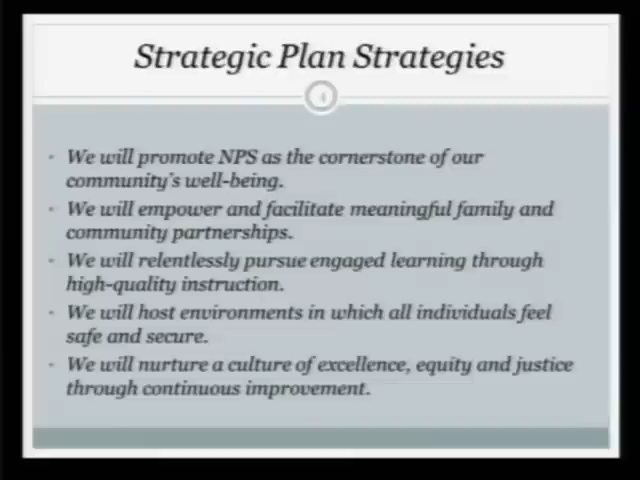 Strategic Plan Strategies
We will promote NPS as the cornerstone of our
community's well-being.
We will empower and facilitate meaningful family and
community partnerships.
We will relentlessly pursue engaged learning through
high-quality instruction.
We will host environments in which all individuals feel
safe and secure.
We will nurture a culture of excellence, equity and justice
through continuous improvement.